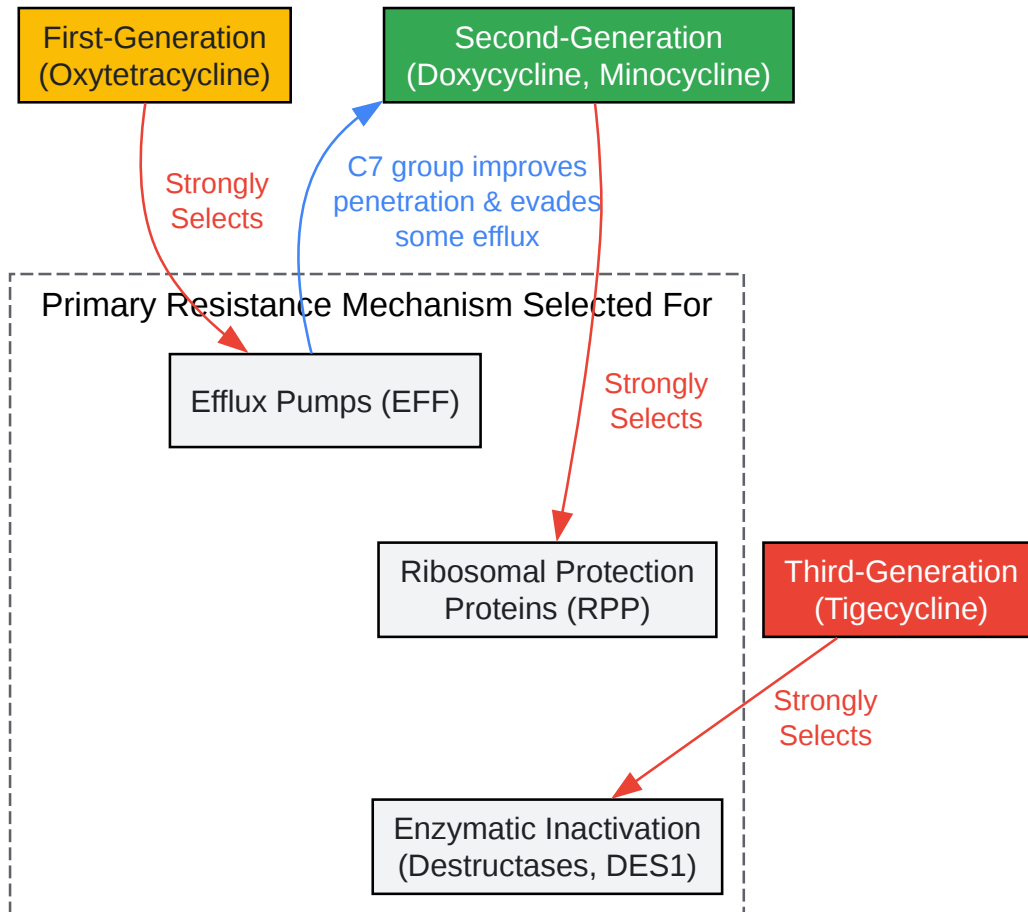 First-Generation
(Oxytetracycline)
Second-Generation
(Doxycycline, Minocycline)
Strongly
Selects
C7 group improves
penetration & evades
some efflux
Primary Resistance Mechanism Selected For
Efflux Pumps (EFF)
Strongly
Selects
Ribosomal Protection
Proteins (RPP)
Third-Generation
(Tigecycline)
Strongly
Selects
Enzymatic Inactivation
(Destructases, DES1)